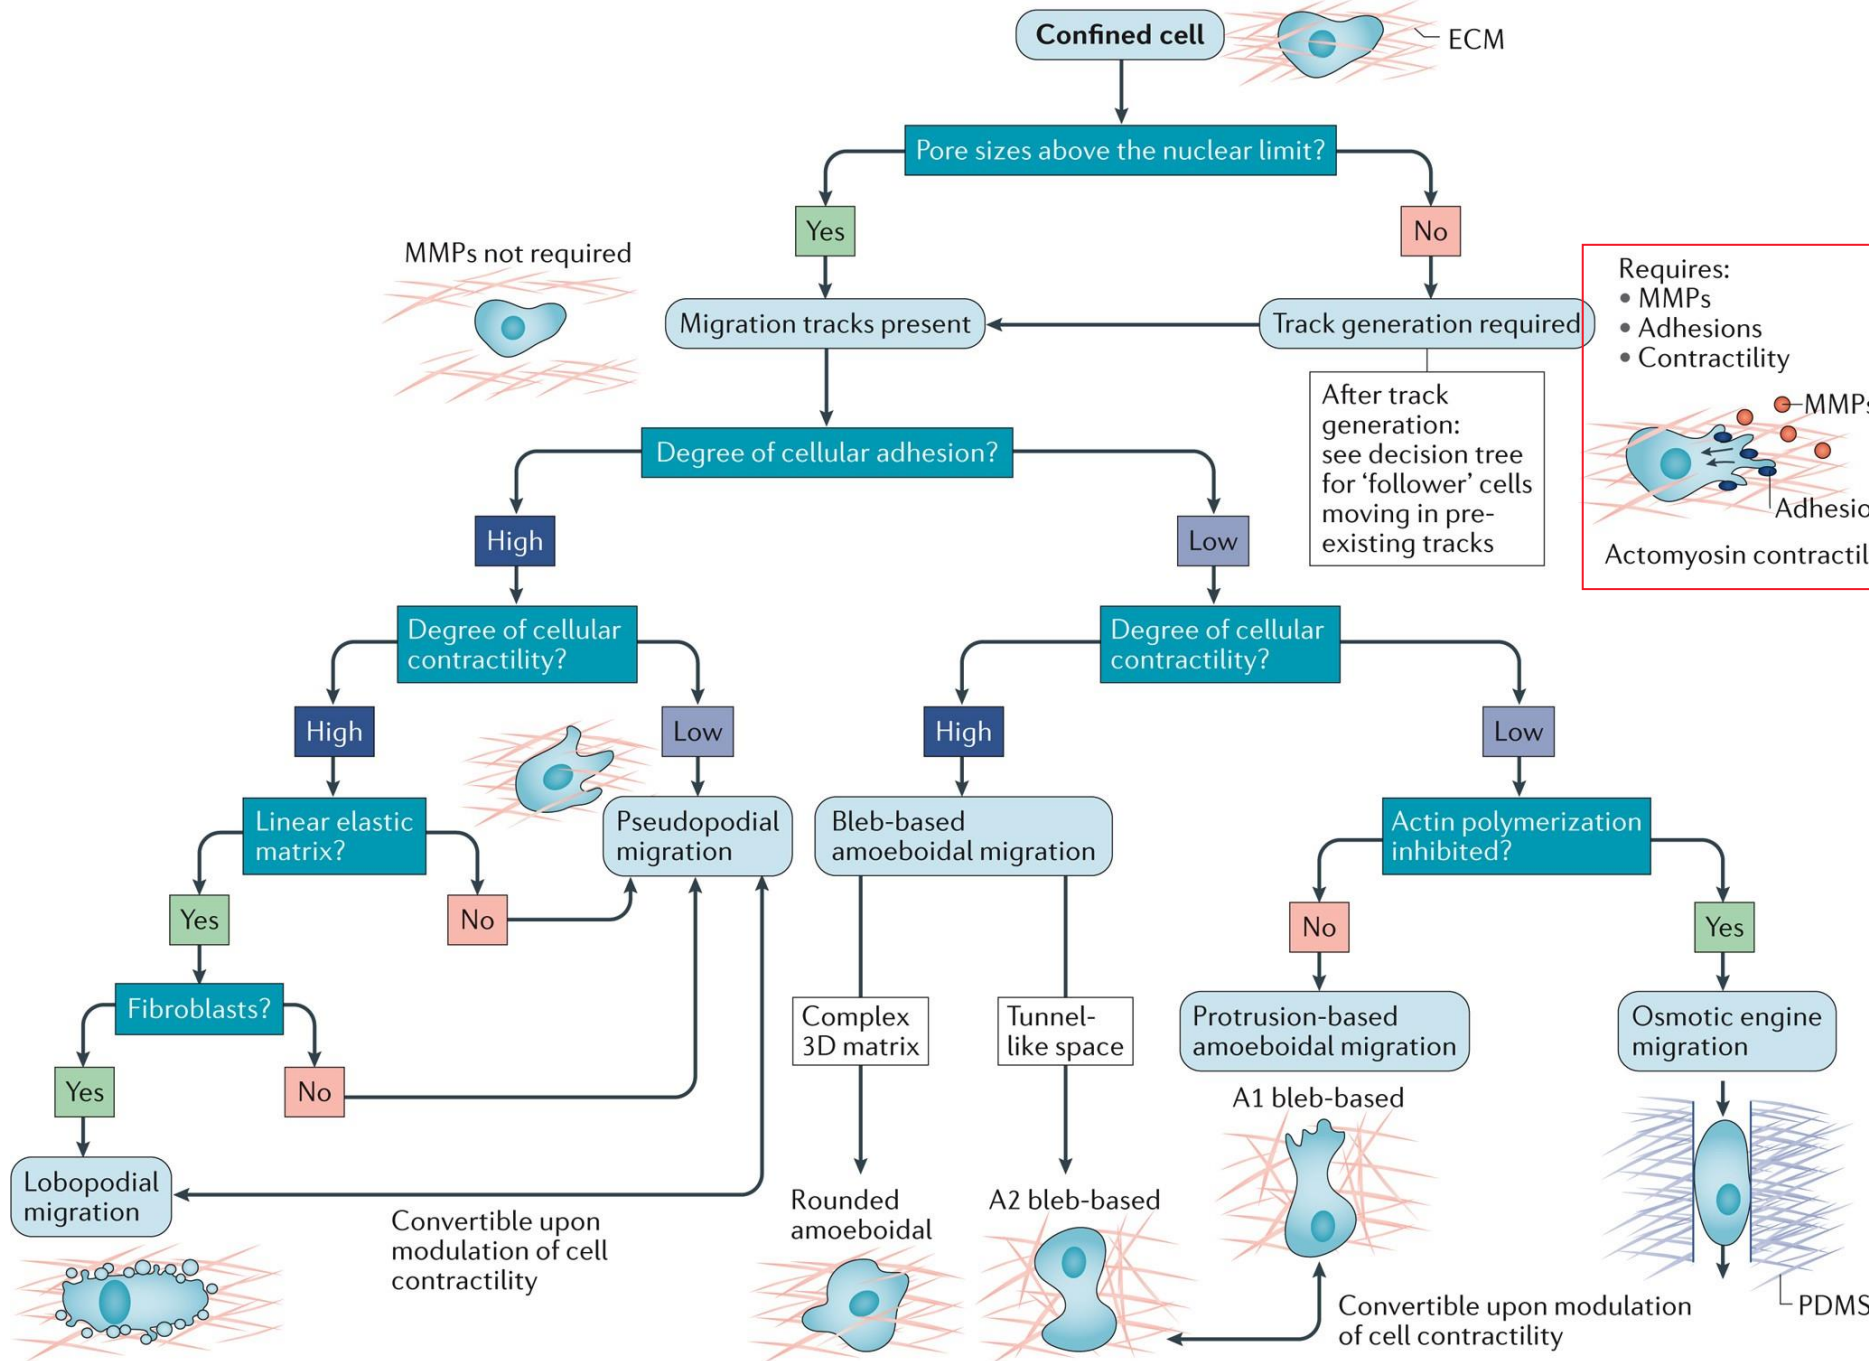 Confined cell
ECM
Pore sizes above the nuclear limit?
Yes
No
MMPs not required
Requires:
• MMPs
• Adhesions
• Contractility
Migration tracks present
Track generation required
MMPs
After track
generation:
see decision tree
for ‘follower’ cells
moving in pre-
existing tracks
Adhesio
Actomyosin contractil
Degree of cellular adhesion?
High
Low
Degree of cellular
contractility?
Degree of cellular
contractility?
High
Low
High
Low
Linear elastic
matrix?
Pseudopodial
migration
Bleb-based
amoeboidal migration
Actin polymerization
inhibited?
Yes
No
No
Yes
Fibroblasts?
Complex
3D matrix
Tunnel-
like space
Protrusion-based
amoeboidal migration
Osmotic engine
migration
Yes
No
A1 bleb-based
Lobopodial
migration
Convertible upon
modulation of cell
contractility
Rounded
amoeboidal
A2 bleb-based
Convertible upon modulation
of cell contractility
PDMS